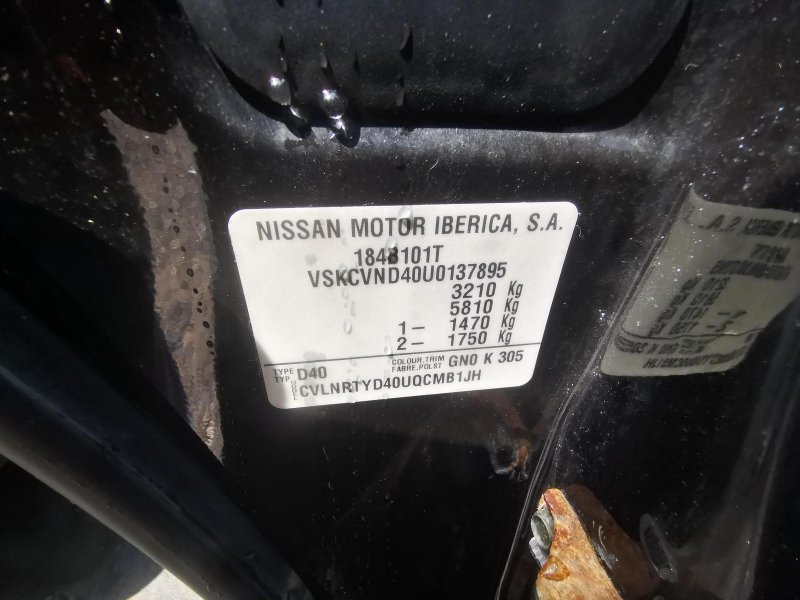 NISSAN MOTOR IBERICA, S.A.
1848101T
VSKCVND40U0137895
3210 Kg
5810 Kg
1– 1470 Kg
2– 1750 Kg
TYPE TYP. D40 COLOUR,TRIM FABRE,POLST GN0 K 305
CVLNRTYD40UQCMB1JH